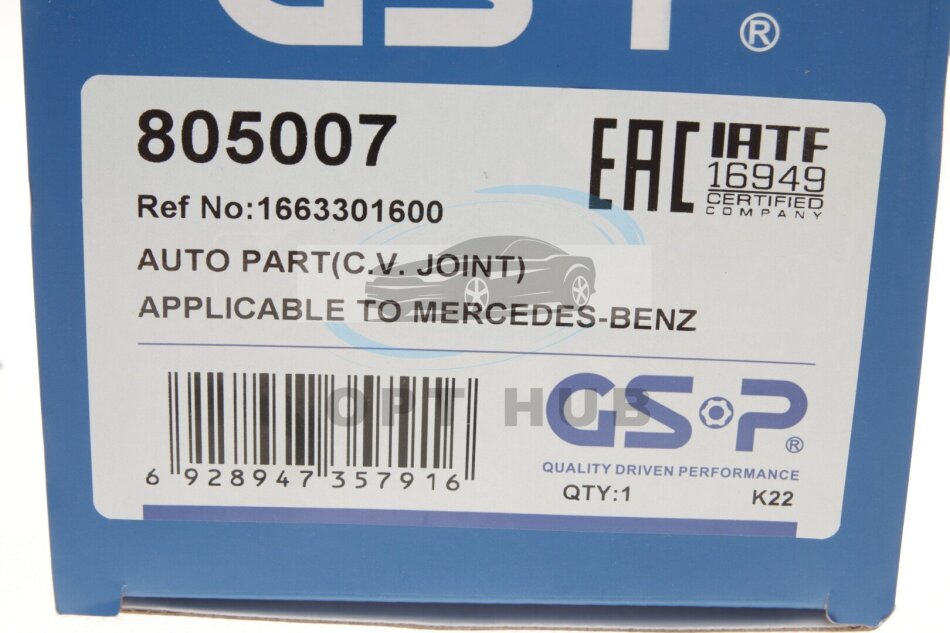 GSP ®
805007
Ref No:1663301600
AUTO PART(C.V. JOINT)
APPLICABLE TO MERCEDES-BENZ
EAC
IATF
16949
CERTIFIED
COMPANY
OPT HUB
6 928947 357916
GSP ®
QUALITY DRIVEN PERFORMANCE
QTY:1 K22